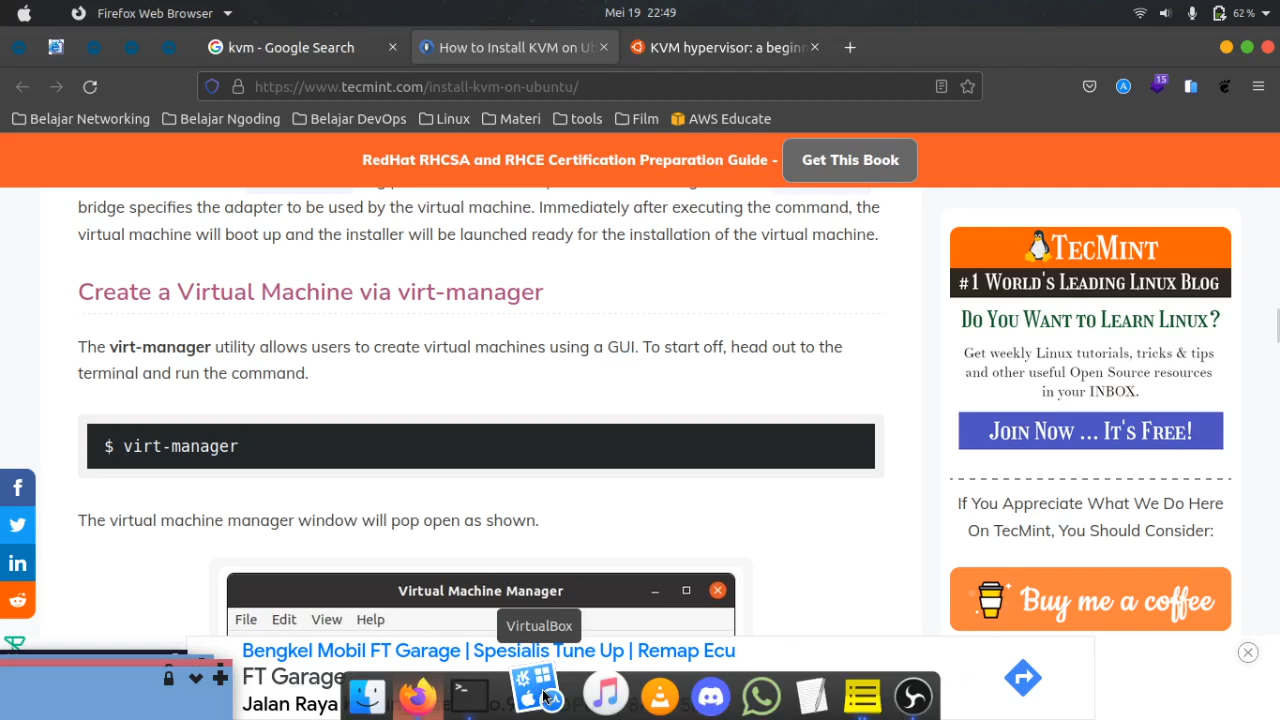 Firefox Web Browser
Mei 19 22:49
62 %
kvm - Google Search
How to Install KVM on Ub
KVM hypervisor: a beginn
https://www.tecmint.com/install-kvm-on-ubuntu/
15
Belajar Networking
Belajar Ngoding
Belajar DevOps
Linux
Materi
tools
Film
AWS Educate
RedHat RHCSA and RHCE Certification Preparation Guide -
Get This Book
bridge specifies the adapter to be used by the virtual machine. Immediately after executing the command, the
virtual machine will boot up and the installer will be launched ready for the installation of the virtual machine.
Create a Virtual Machine via virt-manager
The virt-manager utility allows users to create virtual machines using a GUI. To start off, head out to the
terminal and run the command.
$ virt-manager
The virtual machine manager window will pop open as shown.
Virtual Machine Manager
File Edit View Help
VirtualBox
TecMint
#1 World's Leading Linux Blog
Do You Want to Learn Linux?
Get weekly Linux tutorials, tricks & tips
and other useful Open Source resources
in your INBOX.
Join Now ... It's Free!
If You Appreciate What We Do Here
On TecMint, You Should Consider:
Buy me a coffee
Bengkel Mobil FT Garage | Spesialis Tune Up | Remap Ecu
FT Garage
Jalan Raya